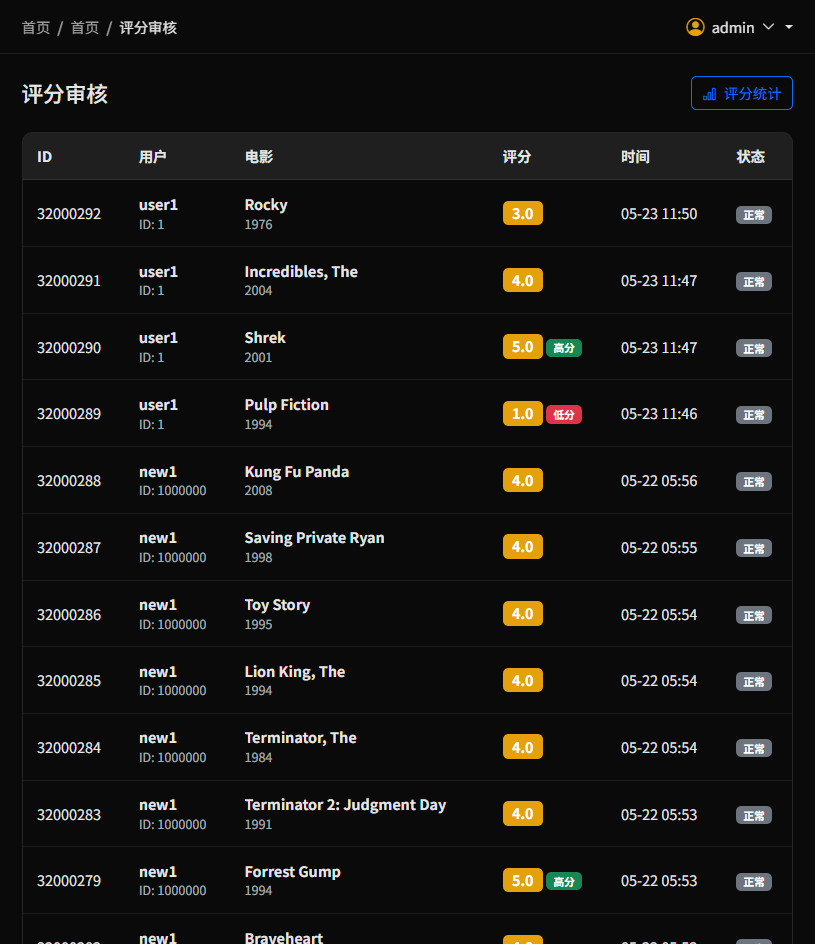 首页 / 首页 / 评分审核
admin
评分审核
评分统计
ID 用户 电影 评分 时间 状态
32000292 user1 Rocky 3.0 05-23 11:50 正常
ID: 1 1976
32000291 user1 Incredibles, The 4.0 05-23 11:47 正常
ID: 1 2004
32000290 user1 Shrek 5.0 高分 05-23 11:47 正常
ID: 1 2001
32000289 user1 Pulp Fiction 1.0 低分 05-23 11:46 正常
ID: 1 1994
32000288 new1 Kung Fu Panda 4.0 05-22 05:56 正常
ID: 1000000 2008
32000287 new1 Saving Private Ryan 4.0 05-22 05:55 正常
ID: 1000000 1998
32000286 new1 Toy Story 4.0 05-22 05:54 正常
ID: 1000000 1995
32000285 new1 Lion King, The 4.0 05-22 05:54 正常
ID: 1000000 1994
32000284 new1 Terminator, The 4.0 05-22 05:54 正常
ID: 1000000 1984
32000283 new1 Terminator 2: Judgment Day 4.0 05-22 05:53 正常
ID: 1000000 1991
32000279 new1 Forrest Gump 5.0 高分 05-22 05:53 正常
ID: 1000000 1994
new1 Braveheart